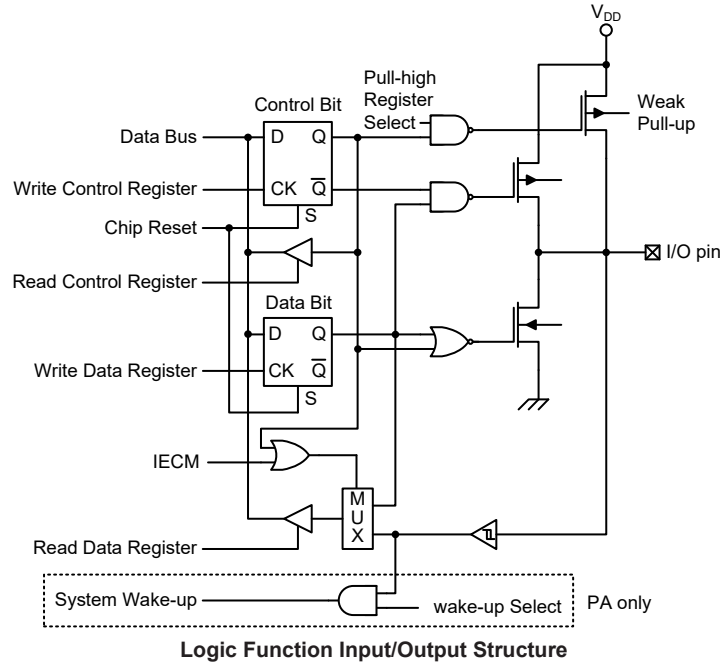 V_DD
Pull-high
Register
Select
Weak
Pull-up
Control Bit
Data Bus
D
Q
Write Control Register
CK
Q̅
S
Chip Reset
I/O pin
Read Control Register
Data Bit
D
Q
Write Data Register
CK
Q̅
S
IECM
M
U
X
Read Data Register
System Wake-up
wake-up Select
PA only
Logic Function Input/Output Structure